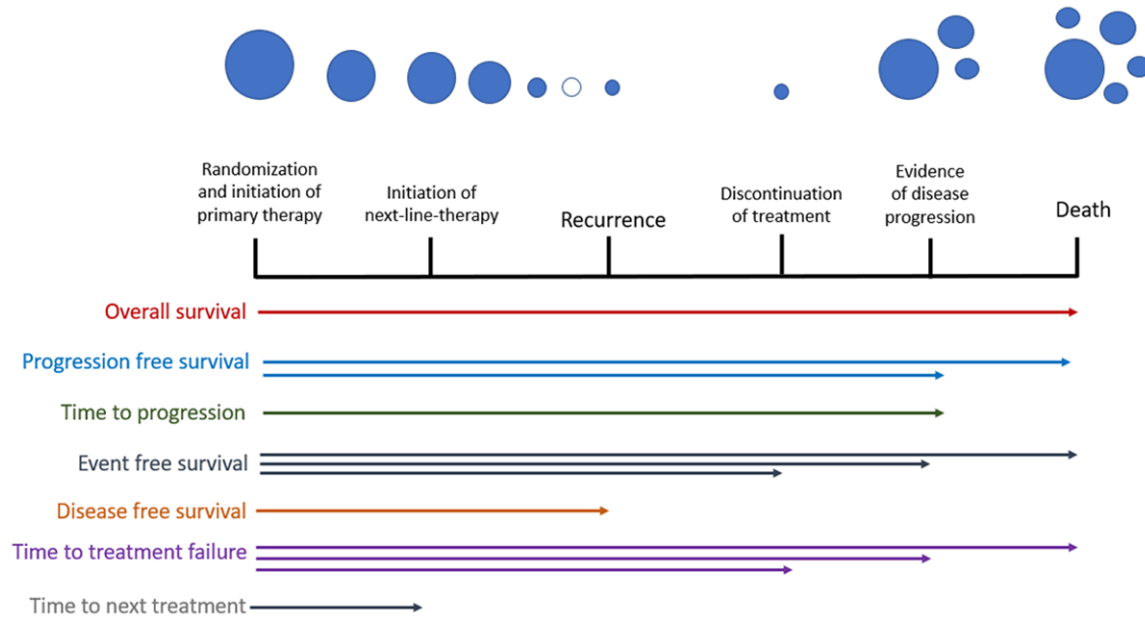 Randomization
and initiation of
primary therapy
Initiation of
next-line-therapy
Recurrence
Discontinuation
of treatment
Evidence
of disease
progression
Death
Overall survival
Progression free survival
Time to progression
Event free survival
Disease free survival
Time to treatment failure
Time to next treatment